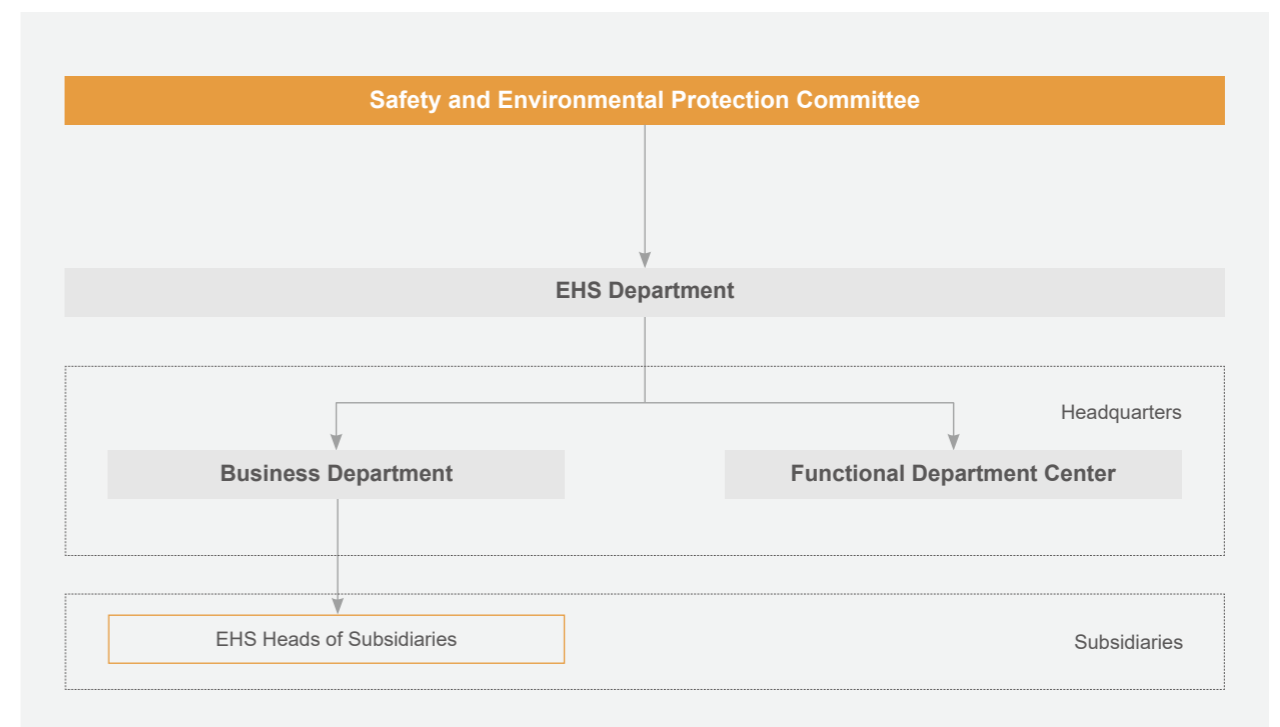 Safety and Environmental Protection Committee
EHS Department
Headquarters
Business Department
Functional Department Center
EHS Heads of Subsidiaries
Subsidiaries